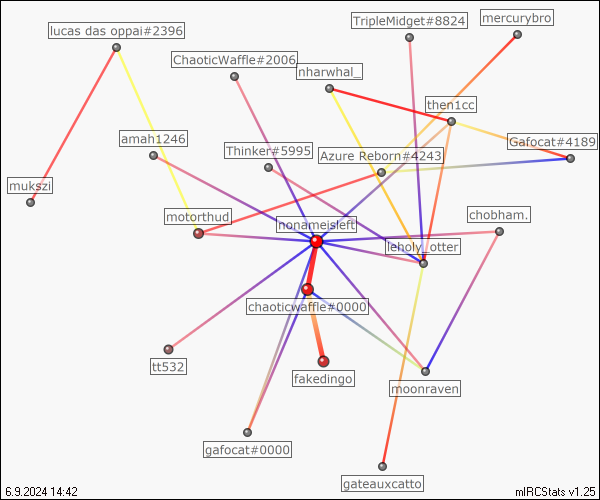 lucas das oppai#2396
TripleMidget#8824
mercurybro
ChaoticWaffle#2006
nharwhal_
then1cc
amah1246
Thinker#5995
Azure Reborn#4243
Gafocat#4189
mukszi
motorthud
honameisleft
chobham.
leholy_otter
chaoticwaffle#0000
tt532
fakedingo
moonraven
gafocat#0000
gateauxcatto
6.9.2024 14:42
mIRCStats v1.25